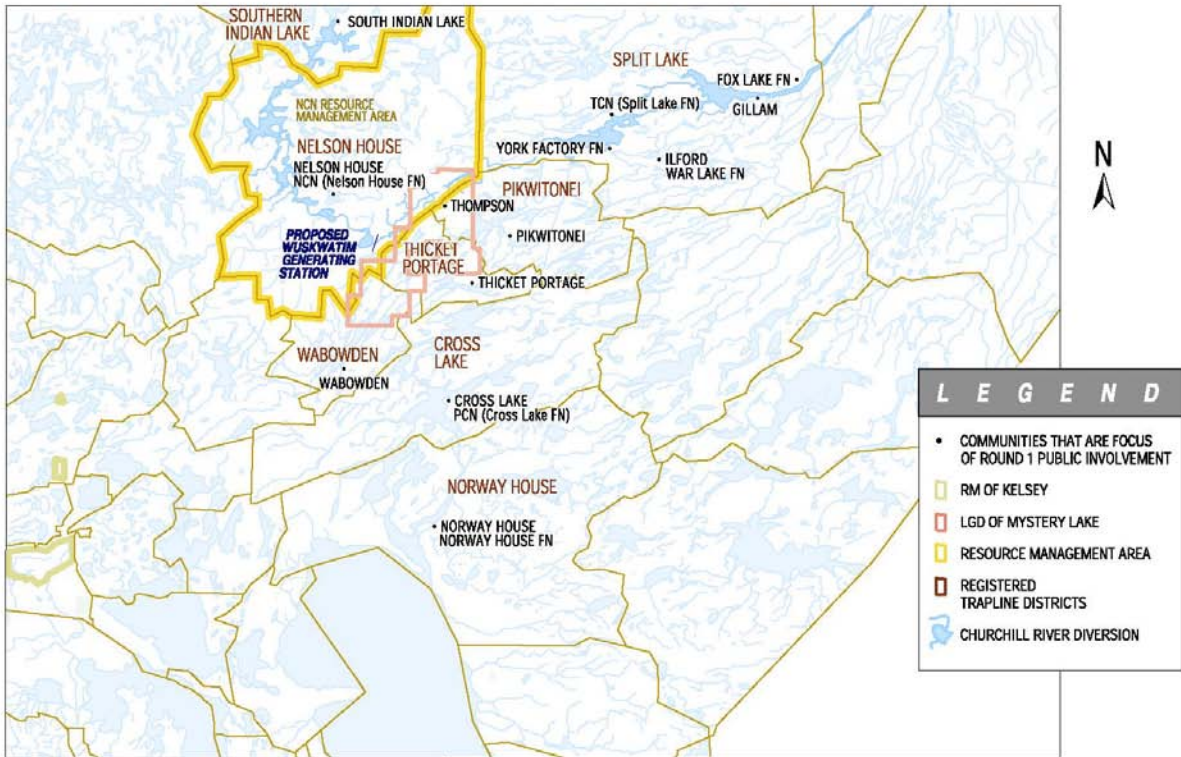 SOUTHERN
INDIAN LAKE
SOUTH INDIAN LAKE
SPLIT LAKE
FOX LAKE FN
GILLAM
TCN (Split Lake FN)
NCN RESOURCE
MANAGEMENT AREA
NELSON HOUSE
NELSON HOUSE
NCN (Nelson House FN)
YORK FACTORY FN
ILFORD
WAR LAKE FN
PIKWITONEI
THOMPSON
PIKWITONEI
PROPOSED
WUSKWATIM
GENERATING
STATION
THICKET
PORTAGE
THICKET PORTAGE
WABOWDEN
WABOWDEN
CROSS
LAKE
CROSS LAKE
PCN (Cross Lake FN)
NORWAY HOUSE
NORWAY HOUSE
NORWAY HOUSE FN
N
LEGEND
COMMUNITIES THAT ARE FOCUS
OF ROUND 1 PUBLIC INVOLVEMENT
RM OF KELSEY
LGD OF MYSTERY LAKE
RESOURCE MANAGEMENT AREA
REGISTERED
TRAPLINE DISTRICTS
CHURCHILL RIVER DIVERSION